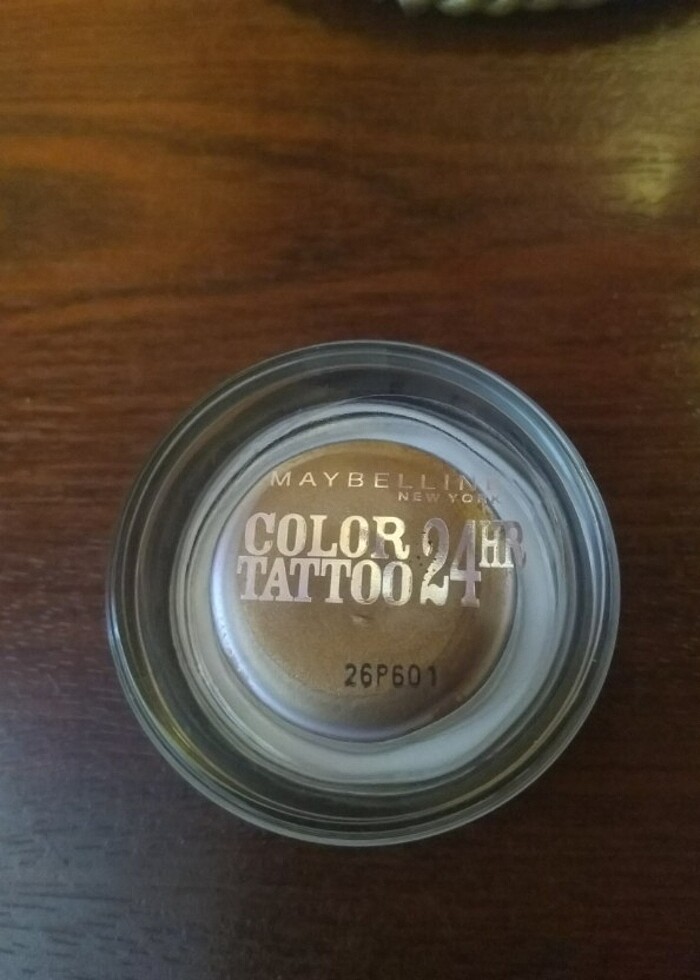 MAYBELLINE
NEW YORK
COLOR
TATTOO 24HR
26P601